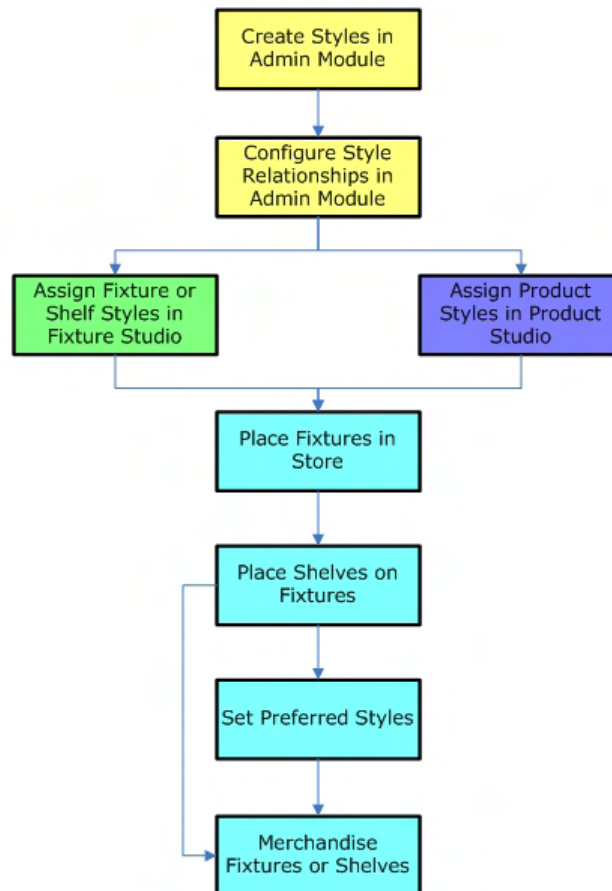 Create Styles in
Admin Module
Configure Style
Relationships in
Admin Module
Assign Fixture or
Shelf Styles in
Fixture Studio
Assign Product
Styles in Product
Studio
Place Fixtures in
Store
Place Shelves on
Fixtures
Set Preferred Styles
Merchandise
Fixtures or Shelves